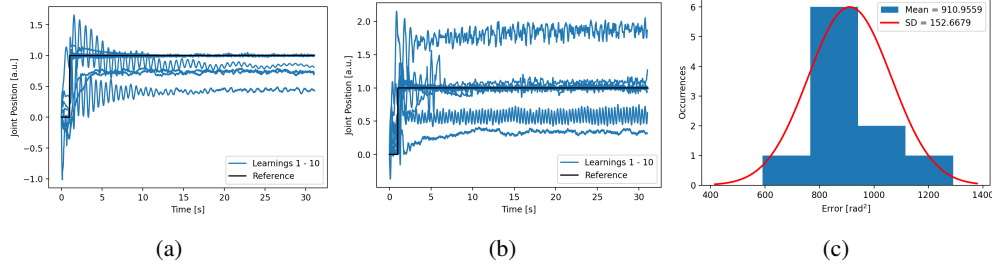 1.5
1.0
0.5
0.0
-0.5
-1.0
Joint Position [a.u.]
0
5
10
15
20
25
30
Time [s]
Learnings 1 - 10
Reference
(a)
2.0
1.5
1.0
0.5
0.0
Joint Position [a.u.]
0
5
10
15
20
25
30
Time [s]
Learnings 1 - 10
Reference
(b)
6
5
4
3
2
1
0
Occurrences
400
600
800
1000
1200
1400
Error [rad²]
Mean = 910.9559
SD = 152.6679
(c)